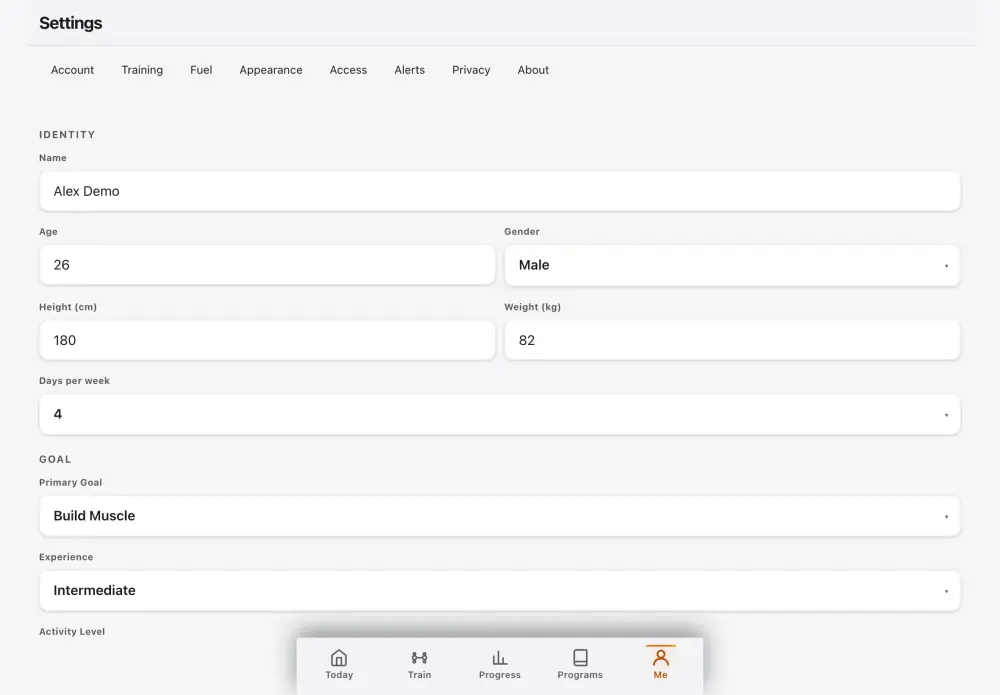 Settings
Account Training Fuel Appearance Access Alerts Privacy About
IDENTITY
Name
Alex Demo
Age Gender
26 Male
Height (cm) Weight (kg)
180 82
Days per week
4
GOAL
Primary Goal
Build Muscle
Experience
Intermediate
Activity Level
Today Train Progress Programs Me